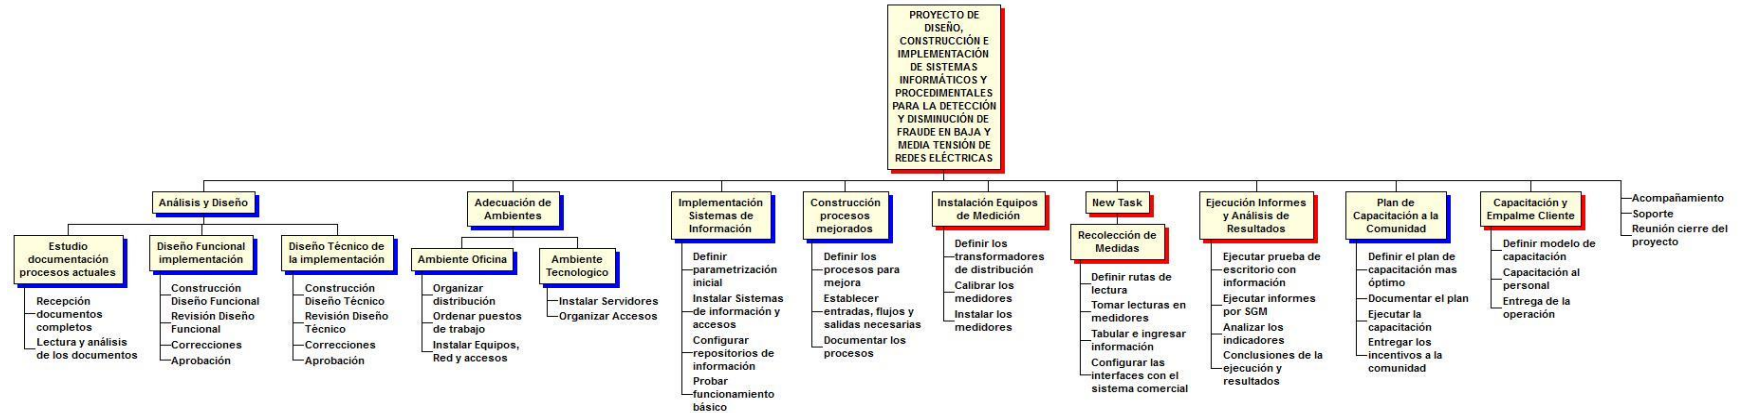 PROYECTO DE
DISEÑO,
CONSTRUCCIÓN E
IMPLEMENTACIÓN
DE SISTEMAS
INFORMÁTICOS Y
PROCEDIMENTALES
PARA LA DETECCIÓN
Y DISMINUCIÓN DE
FRAUDE EN BAJA Y
MEDIA TENSIÓN DE
REDES ELÉCTRICAS
Análisis y Diseño
Estudio
documentación
procesos actuales
Recepción
documentos
completos
Lectura y análisis
de los documentos
Diseño Funcional
implementación
Construcción
Diseño Funcional
Revisión Diseño
Funcional
Correcciones
Aprobación
Diseño Técnico de
la implementación
Construcción
Diseño Técnico
Revisión Diseño
Técnico
Correcciones
Aprobación
Adecuación de
Ambientes
Ambiente Oficina
Organizar
distribución
Ordenar puestos
de trabajo
Instalar Equipos,
Red y accesos
Ambiente
Tecnologico
Instalar Servidores
Organizar Accesos
Implementación
Sistemas de
Información
Definir
parametrización
inicial
Instalar Sistemas
de información y
accesos
Configurar
repositorios de
información
Probar
funcionamiento
básico
Construcción
procesos
mejorados
Definir los
procesos para
mejora
Establecer
entradas, flujos y
salidas necesarias
Documentar los
procesos
Instalación Equipos
de Medición
Definir los
transformadores
de distribución
Calibrar los
medidores
Instalar los
medidores
New Task
Recolección de
Medidas
Definir rutas de
lectura
Tomar lecturas en
medidores
Tabular e ingresar
información
Configurar las
interfaces con el
sistema comercial
Ejecución Informes
y Análisis de
Resultados
Ejecutar prueba de
escritorio con
información
Ejecutar informes
por SGM
Analizar los
indicadores
Conclusiones de la
ejecución y
resultados
Plan de
Capacitación a la
Comunidad
Definir el plan de
capacitación mas
óptimo
Documentar el plan
Ejecutar la
capacitación
Entregar los
incentivos a la
comunidad
Capacitación y
Empalme Cliente
Definir modelo de
capacitación
Capacitación al
personal
Entrega de la
operación
Acompañamiento
Soporte
Reunión cierre del
proyecto